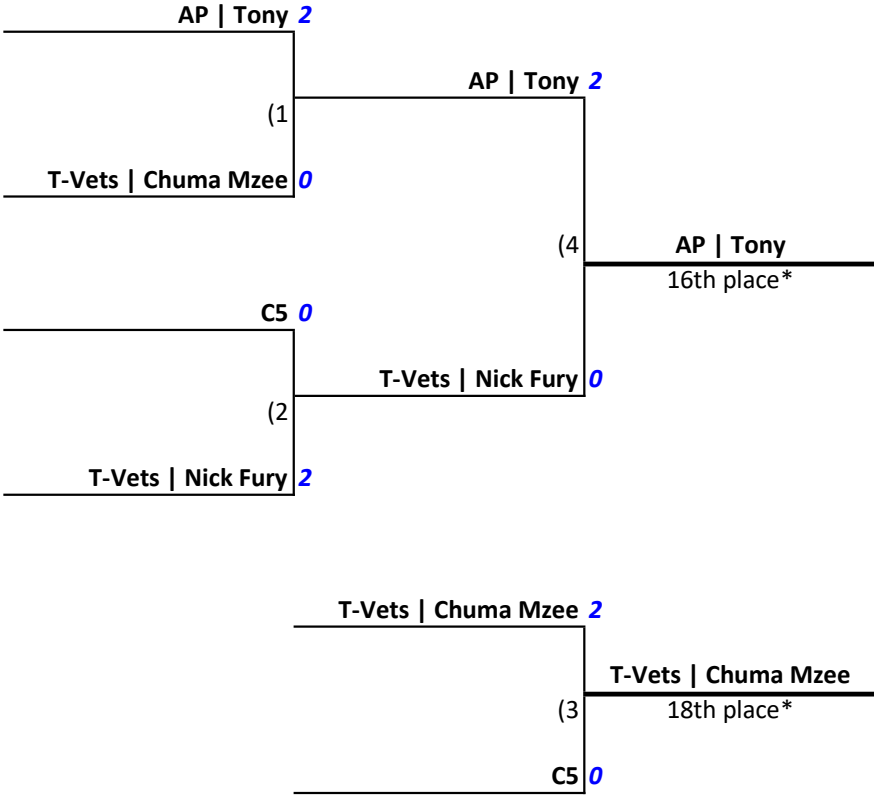 AP | Tony 2
AP | Tony 2
(1
T-Vets | Chuma Mzee 0
(4
AP | Tony
16th place*
C5 0
T-Vets | Nick Fury 0
(2
T-Vets | Nick Fury 2
T-Vets | Chuma Mzee 2
T-Vets | Chuma Mzee
(3
18th place*
C5 0